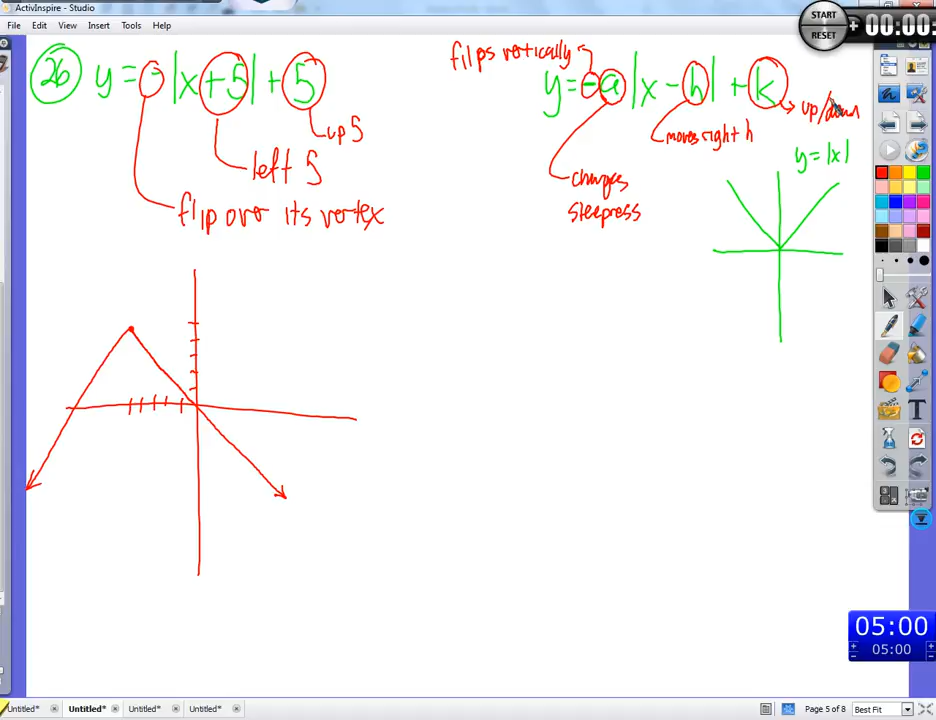 ActivInspire - Studio
File Edit View Insert Tools Help
START
RESET
00:00:
26 y = -|x + 5| + 5
up 5
left 5
flip over its vertex
flips vertically
y = -a|x - h| + k
up/down
moves right h
changes
steepness
y = |x|
05:00
05:00
Untitled* Untitled* Untitled* Untitled*
Page 5 of 8 Best Fit